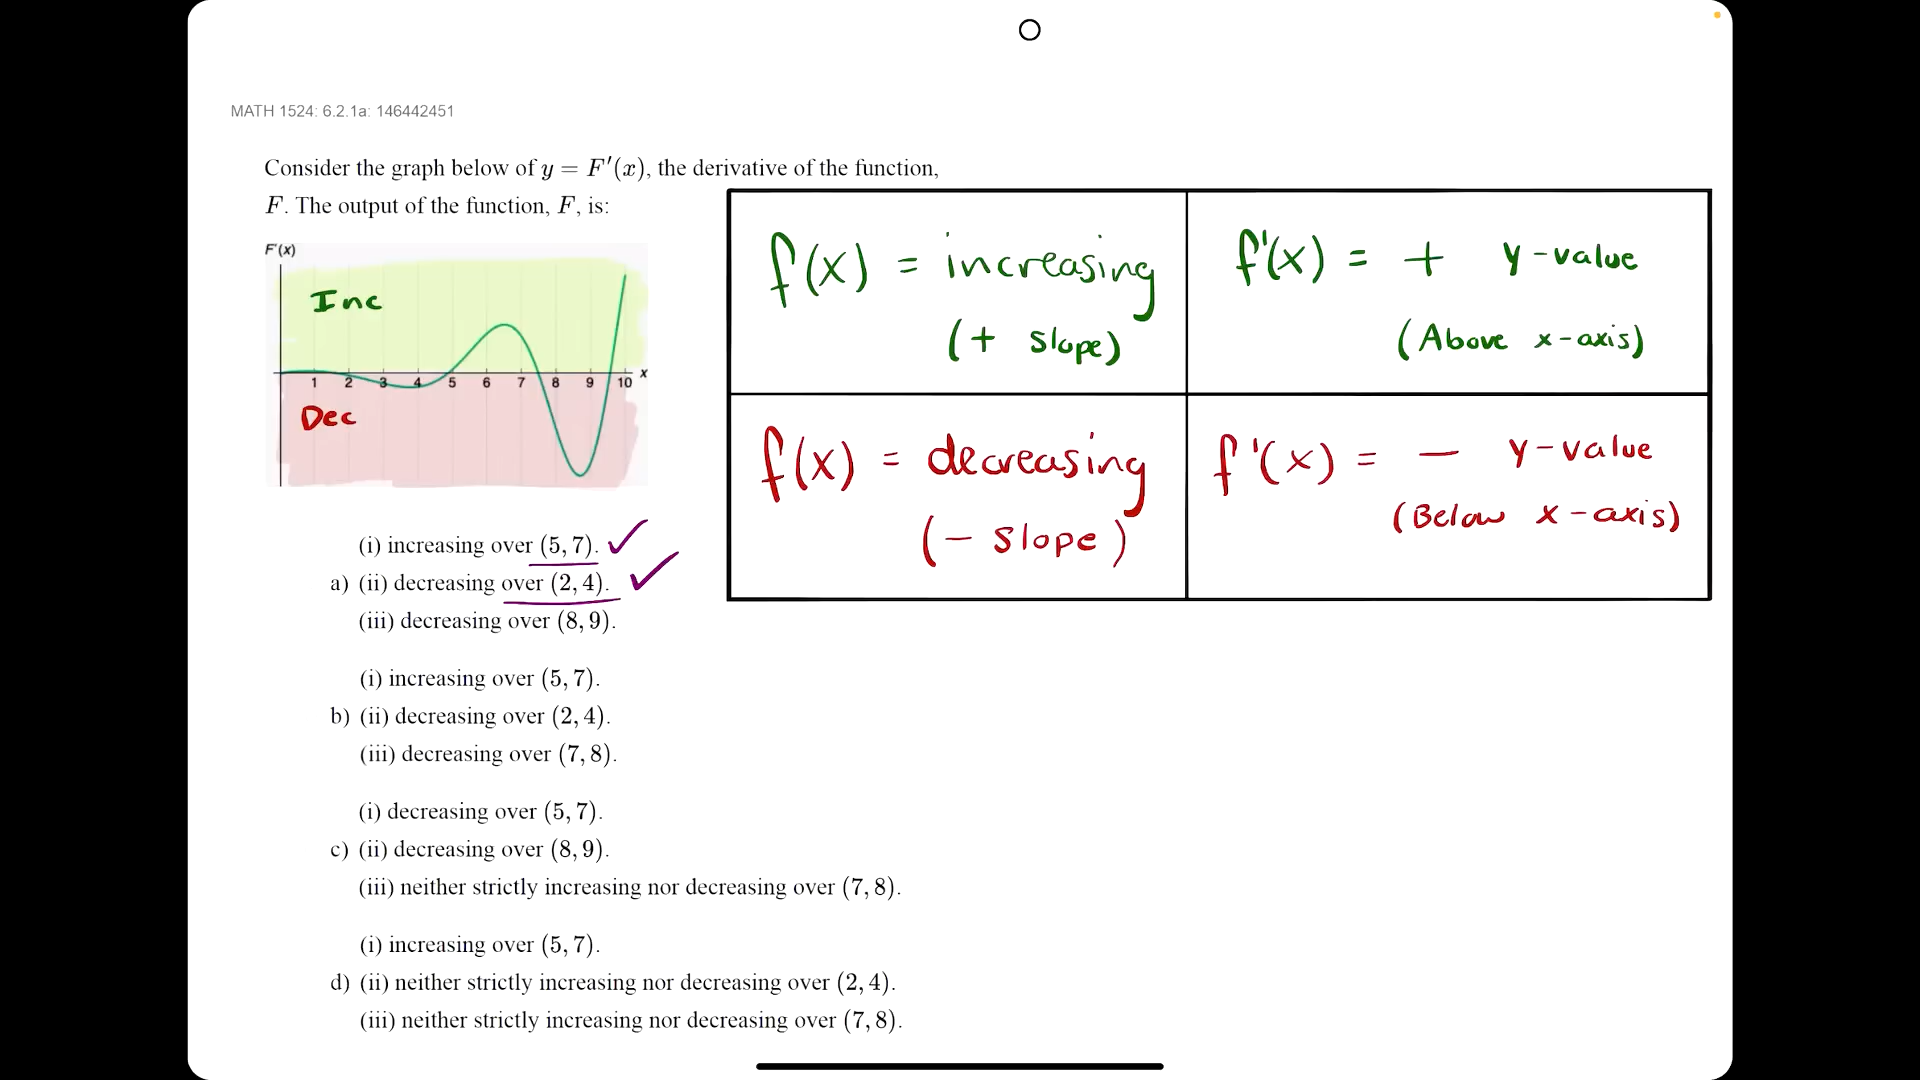 MATH 1524: 6.2.1a: 146442451
Consider the graph below of y = F′(x), the derivative of the function,
F. The output of the function, F, is:
F'(x)
Inc
1 2 3 4 5 6 7 8 9 10 x
Dec
f(x) = increasing
(+ slope)
f'(x) = + y-value
(Above x-axis)
f(x) = decreasing
(- slope)
f'(x) = - y-value
(Below x-axis)
(i) increasing over (5, 7). ✓
a) (ii) decreasing over (2, 4). ✓
(iii) decreasing over (8, 9).
(i) increasing over (5, 7).
b) (ii) decreasing over (2, 4).
(iii) decreasing over (7, 8).
(i) decreasing over (5, 7).
c) (ii) decreasing over (8, 9).
(iii) neither strictly increasing nor decreasing over (7, 8).
(i) increasing over (5, 7).
d) (ii) neither strictly increasing nor decreasing over (2, 4).
(iii) neither strictly increasing nor decreasing over (7, 8).